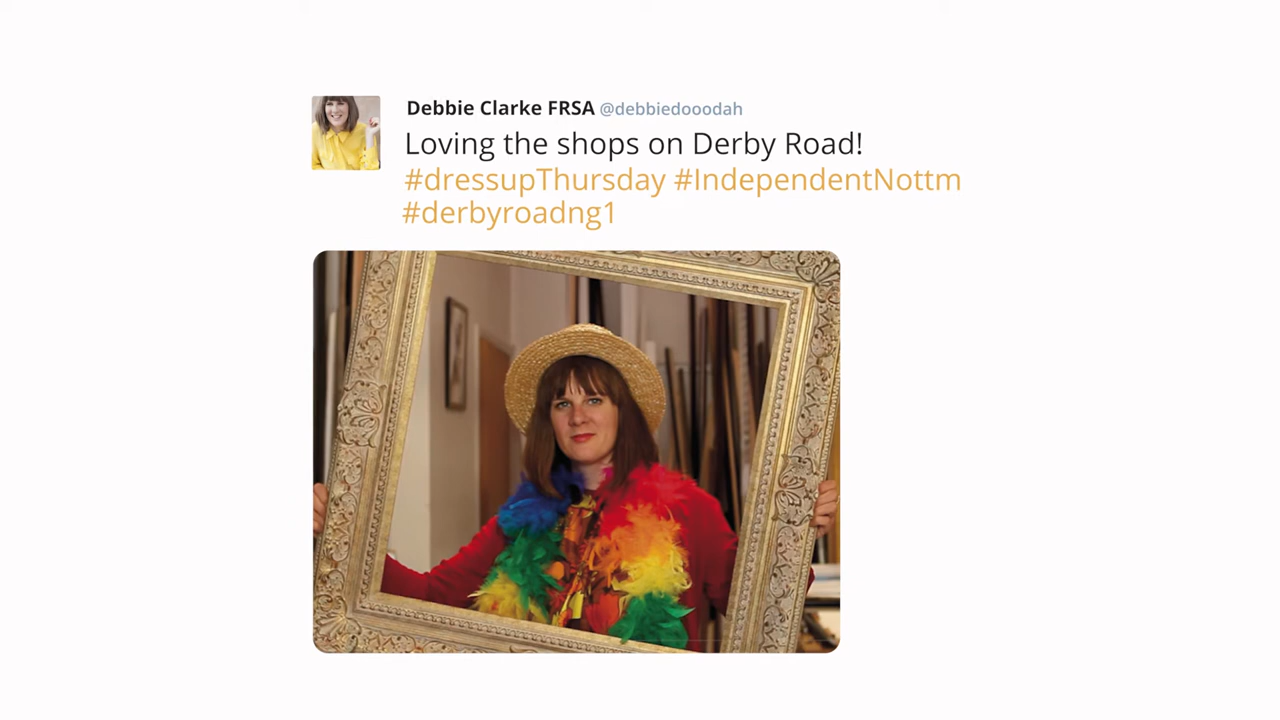 Debbie Clarke FRSA @debbiedooodah
Loving the shops on Derby Road!
#dressupThursday #IndependentNottm
#derbyroadng1